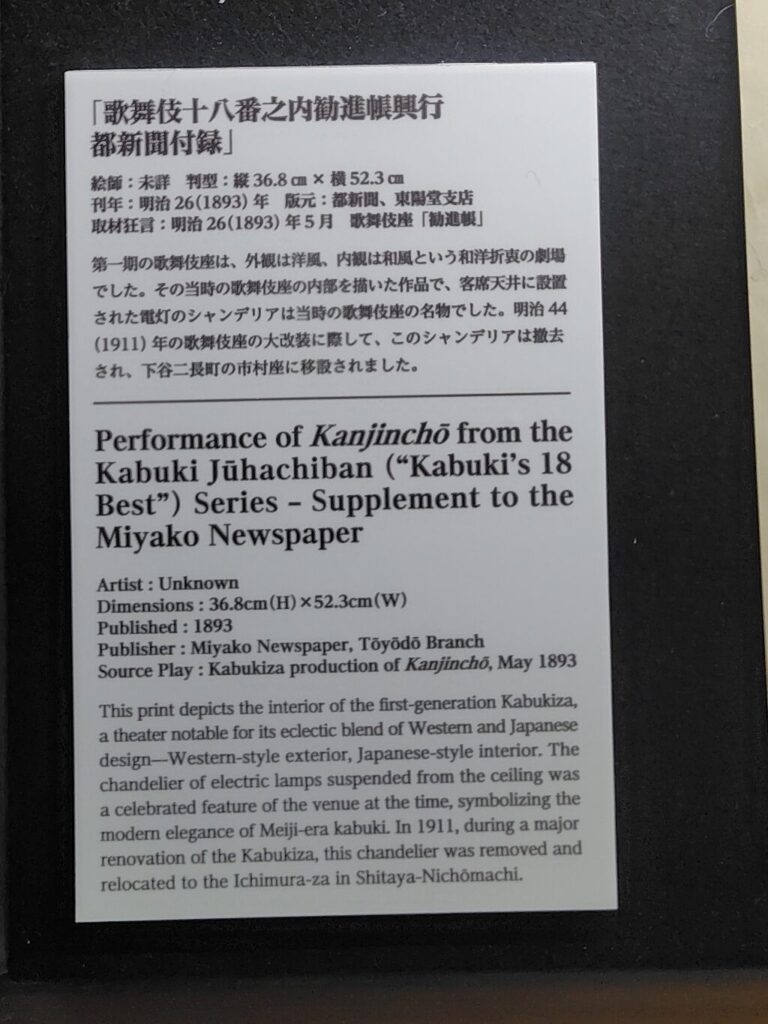 「歌舞伎十八番之内勧進帳興行
都新聞付録」
絵師：未詳　判型：縦 36.8 ㎝ × 横 52.3 ㎝
刊年：明治 26（1893）年　版元：都新聞、東陽堂支店
取材狂言：明治 26（1893）年 5 月　歌舞伎座「勧進帳」
第一期の歌舞伎座は、外観は洋風、内観は和風という和洋折衷の劇場
でした。その当時の歌舞伎座の内部を描いた作品で、客席天井に設置
された電灯のシャンデリアは当時の歌舞伎座の名物でした。明治 44
（1911）年の歌舞伎座の大改装に際して、このシャンデリアは撤去
され、下谷二長町の市村座に移設されました。
Performance of Kanjinchō from the
Kabuki Jūhachiban (“Kabuki’s 18
Best”) Series – Supplement to the
Miyako Newspaper
Artist : Unknown
Dimensions : 36.8cm(H)×52.3cm(W)
Published : 1893
Publisher : Miyako Newspaper, Tōyōdō Branch
Source Play : Kabukiza production of Kanjinchō, May 1893
This print depicts the interior of the first-generation Kabukiza,
a theater notable for its eclectic blend of Western and Japanese
design—Western-style exterior, Japanese-style interior. The
chandelier of electric lamps suspended from the ceiling was
a celebrated feature of the venue at the time, symbolizing the
modern elegance of Meiji-era kabuki. In 1911, during a major
renovation of the Kabukiza, this chandelier was removed and
relocated to the Ichimura-za in Shitaya-Nichōmachi.